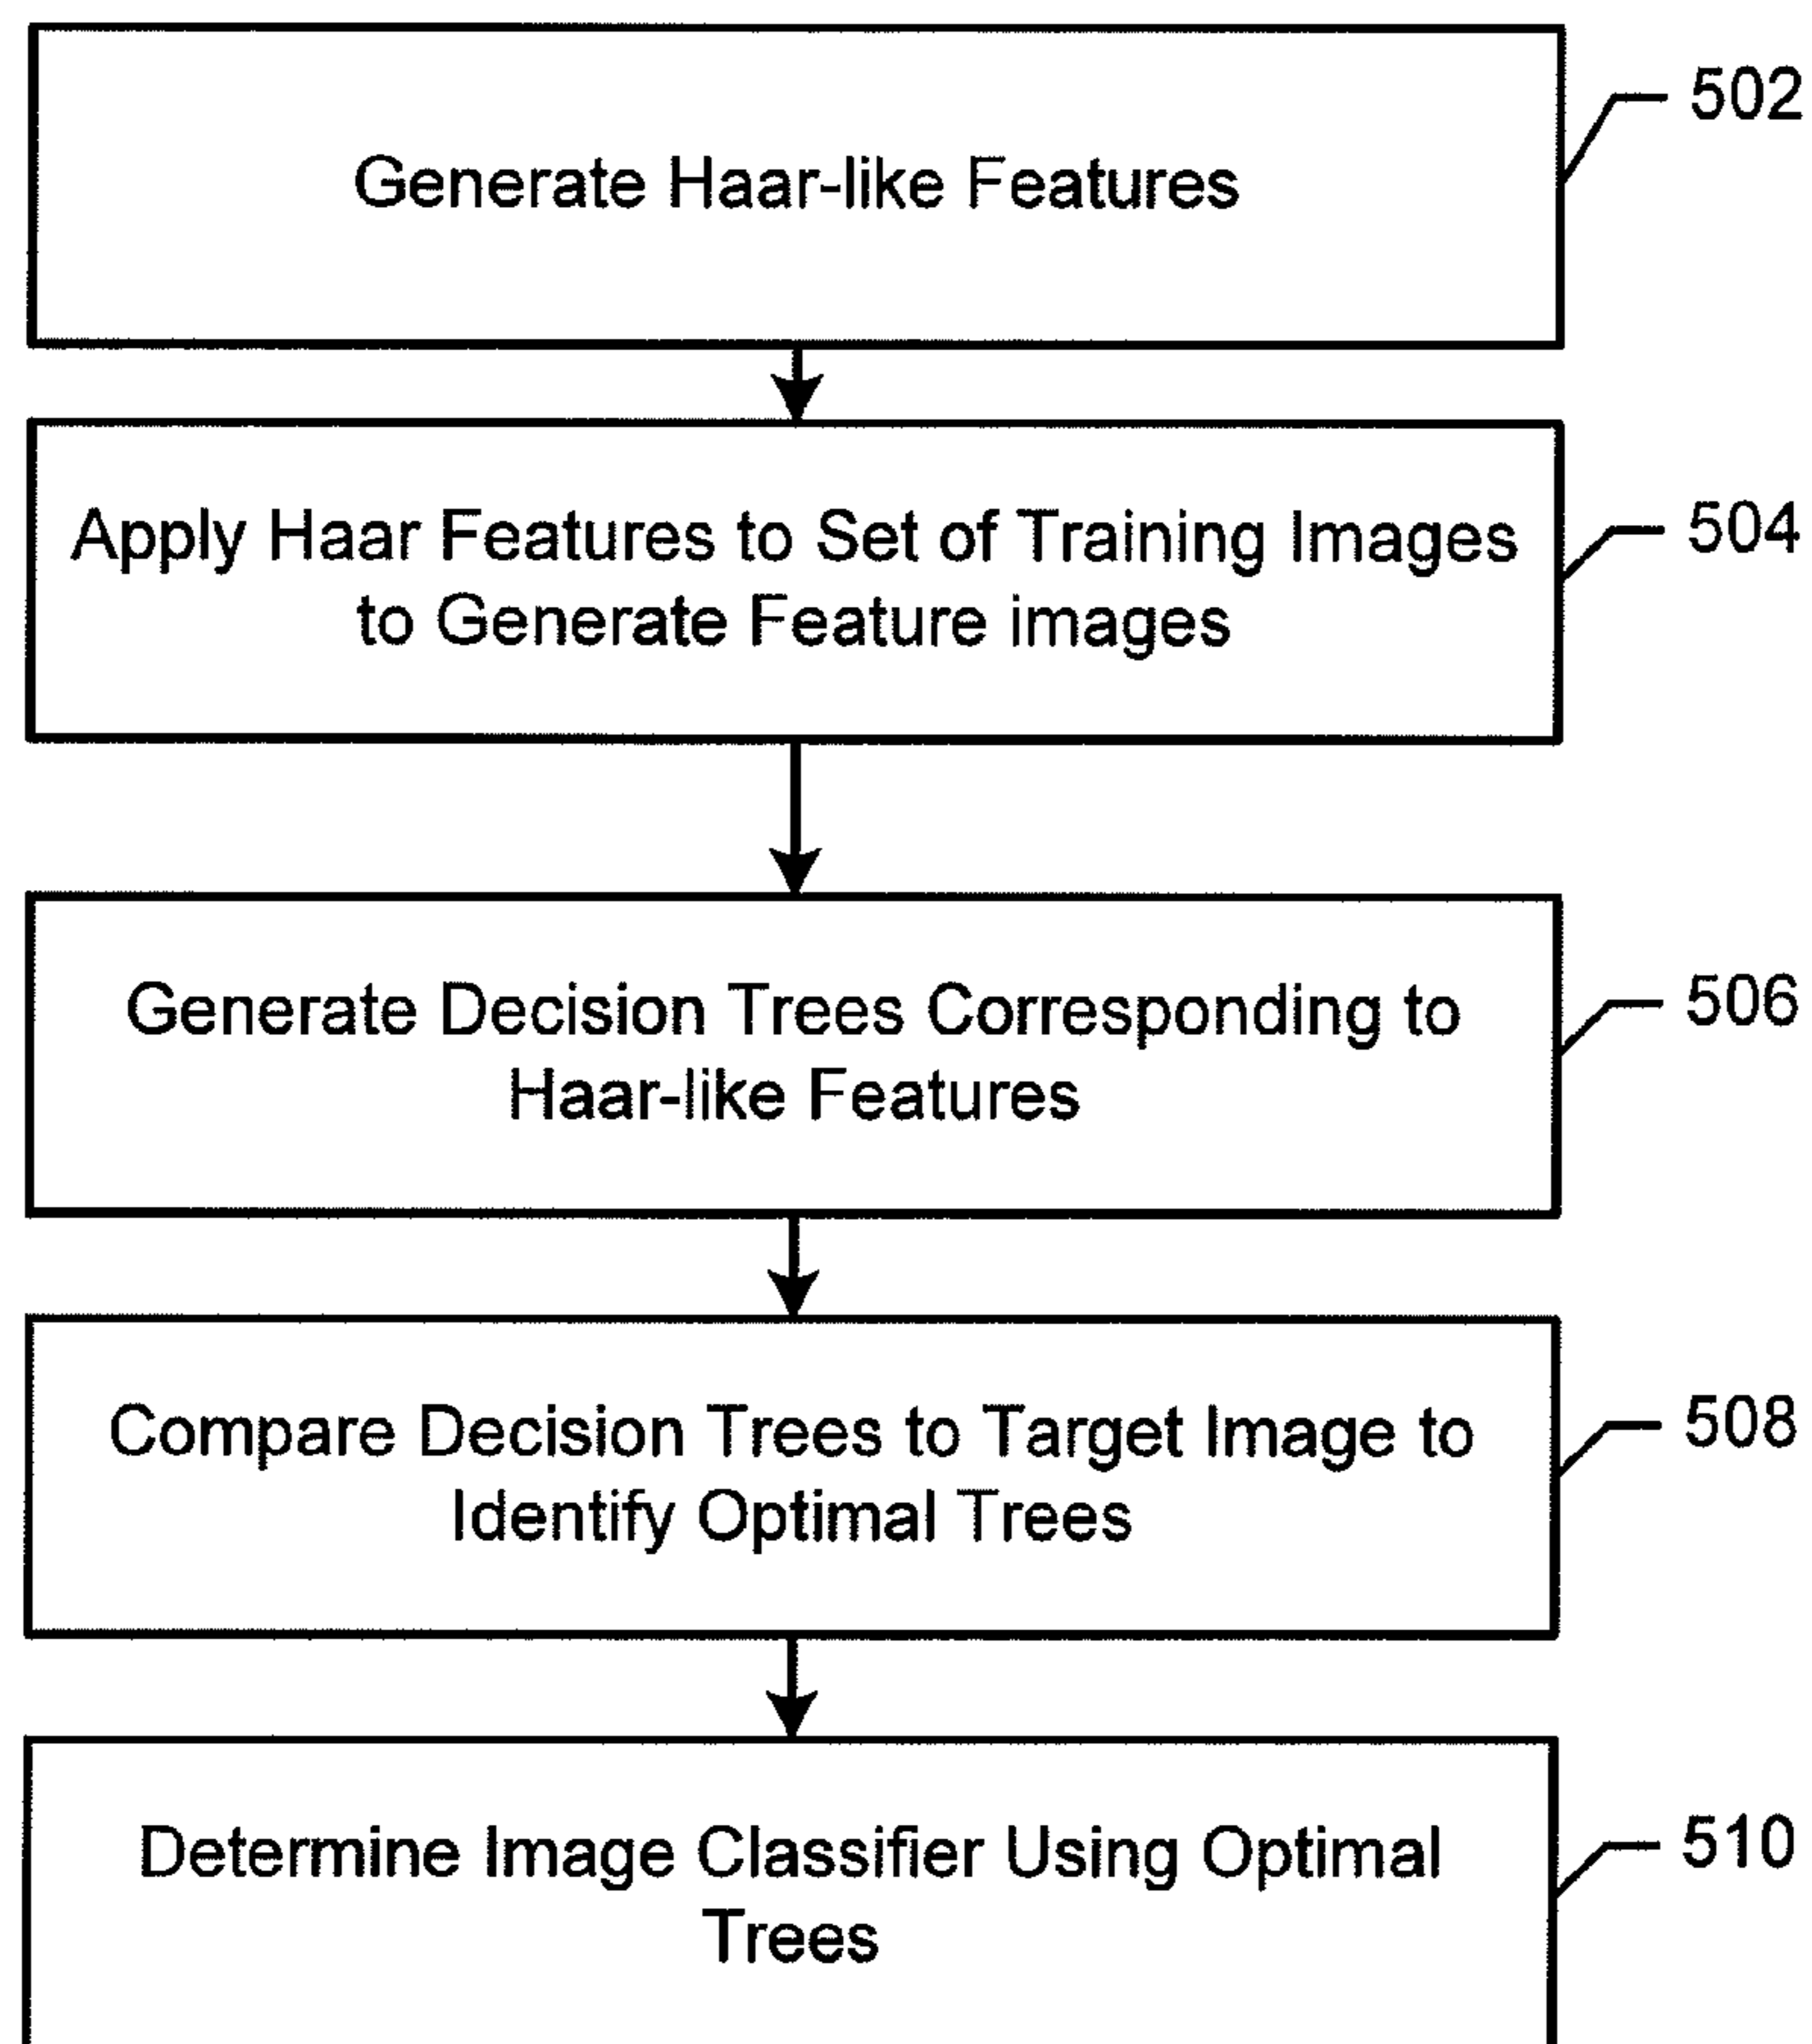 502
Generate Haar-like Features
504
Apply Haar Features to Set of Training Images
to Generate Feature images
506
Generate Decision Trees Corresponding to
Haar-like Features
508
Compare Decision Trees to Target Image to
Identify Optimal Trees
510
Determine Image Classifier Using Optimal
Trees